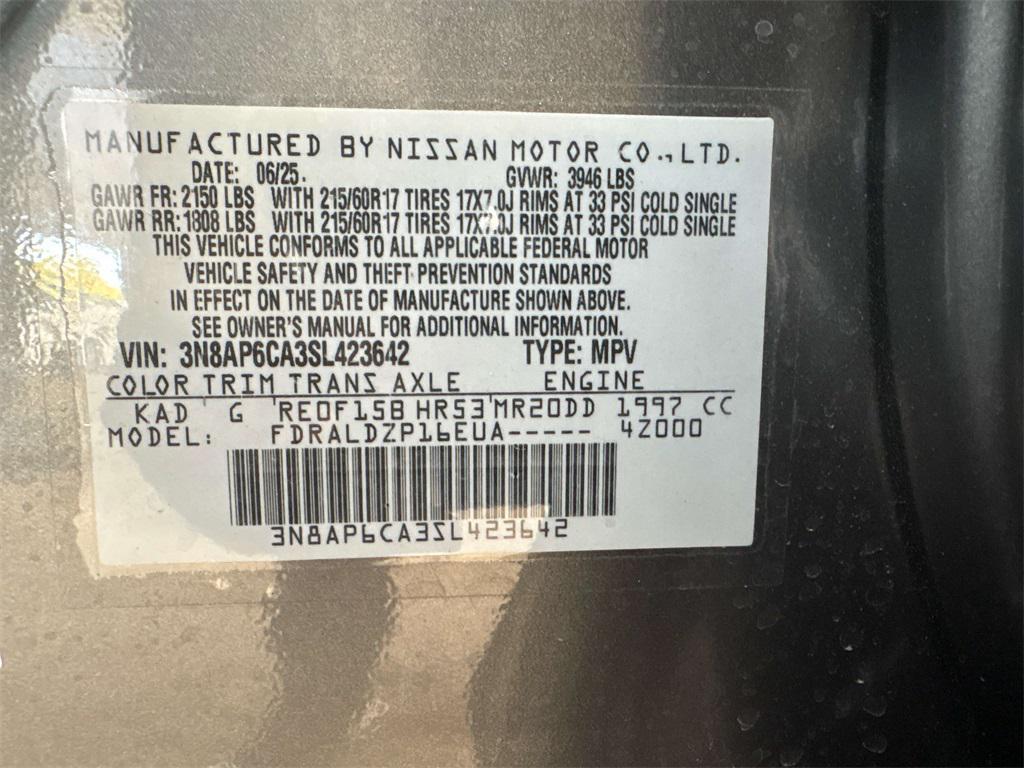 MANUFACTURED BY NISSAN MOTOR CO., LTD.
DATE: 06/25. GVWR: 3946 LBS
GAWR FR: 2150 LBS WITH 215/60R17 TIRES 17X7.0J RIMS AT 33 PSI COLD SINGLE
GAWR RR: 1808 LBS WITH 215/60R17 TIRES 17X7.0J RIMS AT 33 PSI COLD SINGLE
THIS VEHICLE CONFORMS TO ALL APPLICABLE FEDERAL MOTOR
VEHICLE SAFETY AND THEFT PREVENTION STANDARDS
IN EFFECT ON THE DATE OF MANUFACTURE SHOWN ABOVE.
SEE OWNER'S MANUAL FOR ADDITIONAL INFORMATION.
VIN: 3N8AP6CA3SL423642 TYPE: MPV
COLOR TRIM TRANS AXLE ENGINE
KAD G RE0F15B HR53 MR20DD 1997 CC
MODEL: FDRALDZP16EUA----- 4Z000
3N8AP6CA3SL423642